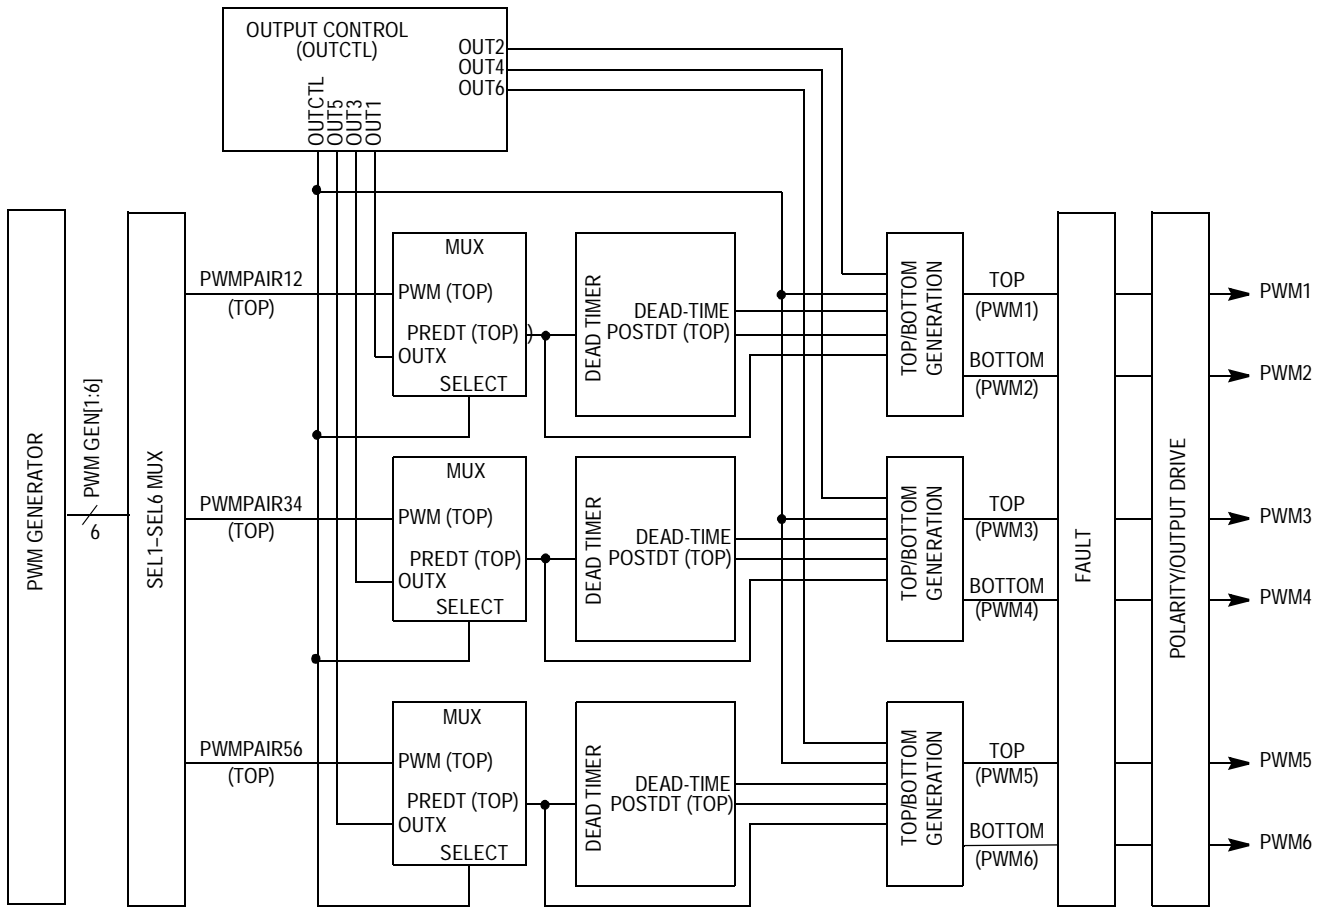 OUTPUT CONTROL
(OUTCTL)
OUT2
OUT4
OUT6
OUTCTL
OUT5
OUT3
OUT1
PWM GENERATOR
PWM GEN[1:6]
6
SEL1–SEL6 MUX
PWMPAIR12
(TOP)
MUX
PWM (TOP)
PREDT (TOP) )
OUTX
SELECT
DEAD TIMER
DEAD-TIME
POSTDT (TOP)
TOP/BOTTOM
GENERATION
TOP
(PWM1)
BOTTOM
(PWM2)
PWMPAIR34
(TOP)
MUX
PWM (TOP)
PREDT (TOP)
OUTX
SELECT
DEAD TIMER
DEAD-TIME
POSTDT (TOP)
TOP/BOTTOM
GENERATION
TOP
(PWM3)
BOTTOM
(PWM4)
PWMPAIR56
(TOP)
MUX
PWM (TOP)
PREDT (TOP)
OUTX
SELECT
DEAD TIMER
DEAD-TIME
POSTDT (TOP)
TOP/BOTTOM
GENERATION
TOP
(PWM5)
BOTTOM
(PWM6)
FAULT
POLARITY/OUTPUT DRIVE
PWM1
PWM2
PWM3
PWM4
PWM5
PWM6